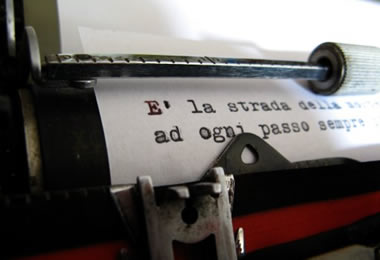 E' la strada della
ad ogni passo sempre